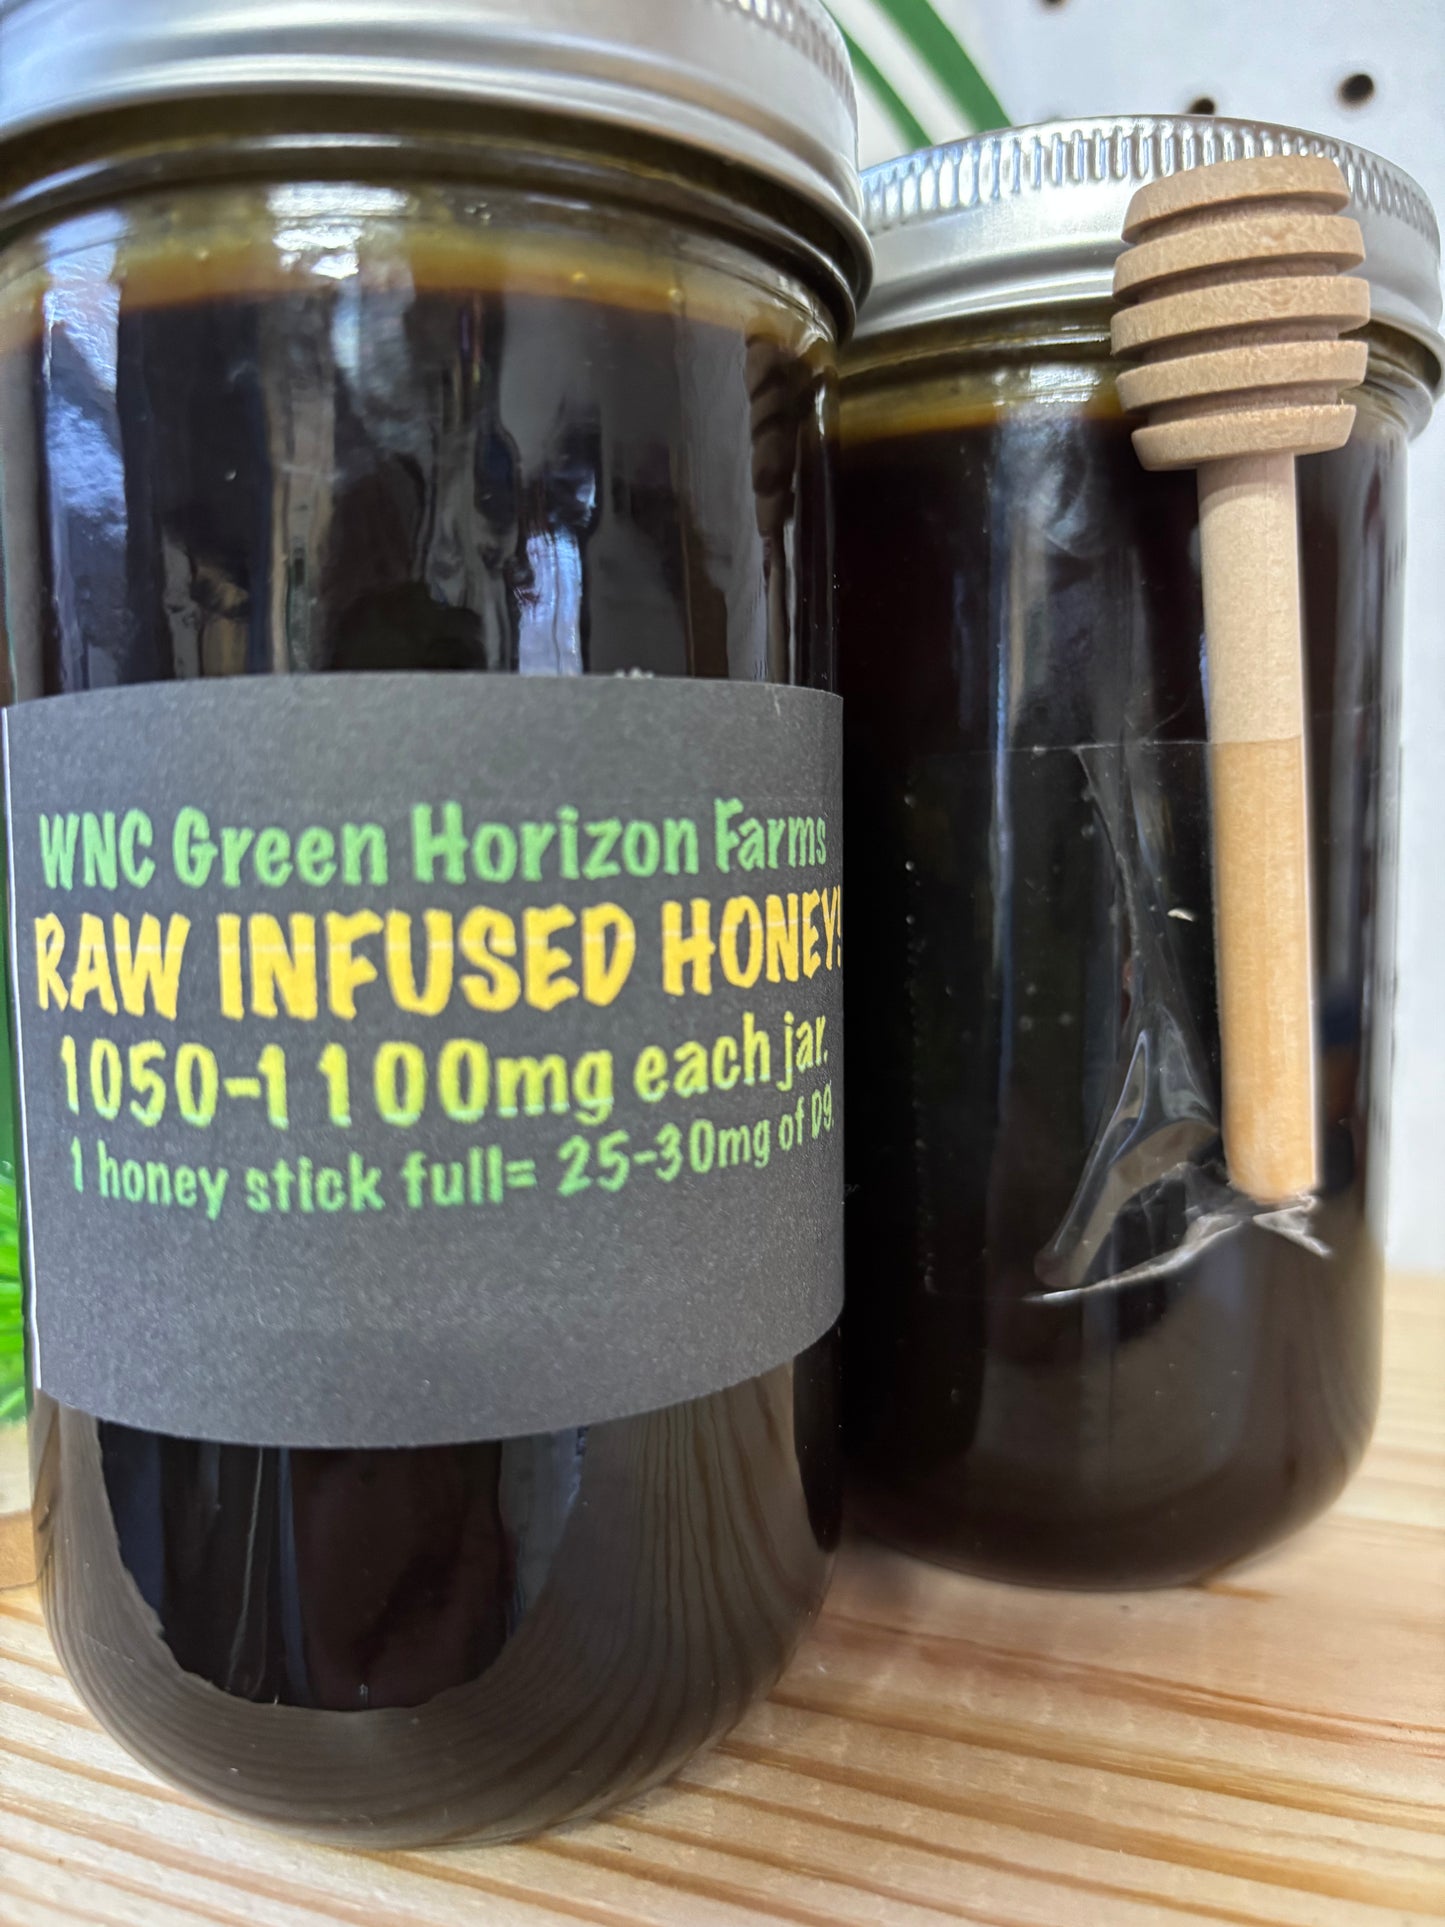 WNC Green Horizon Farms
RAW INFUSED HONEY!
1050-1100mg each jar.
1 honey stick full= 25-30mg of D9.